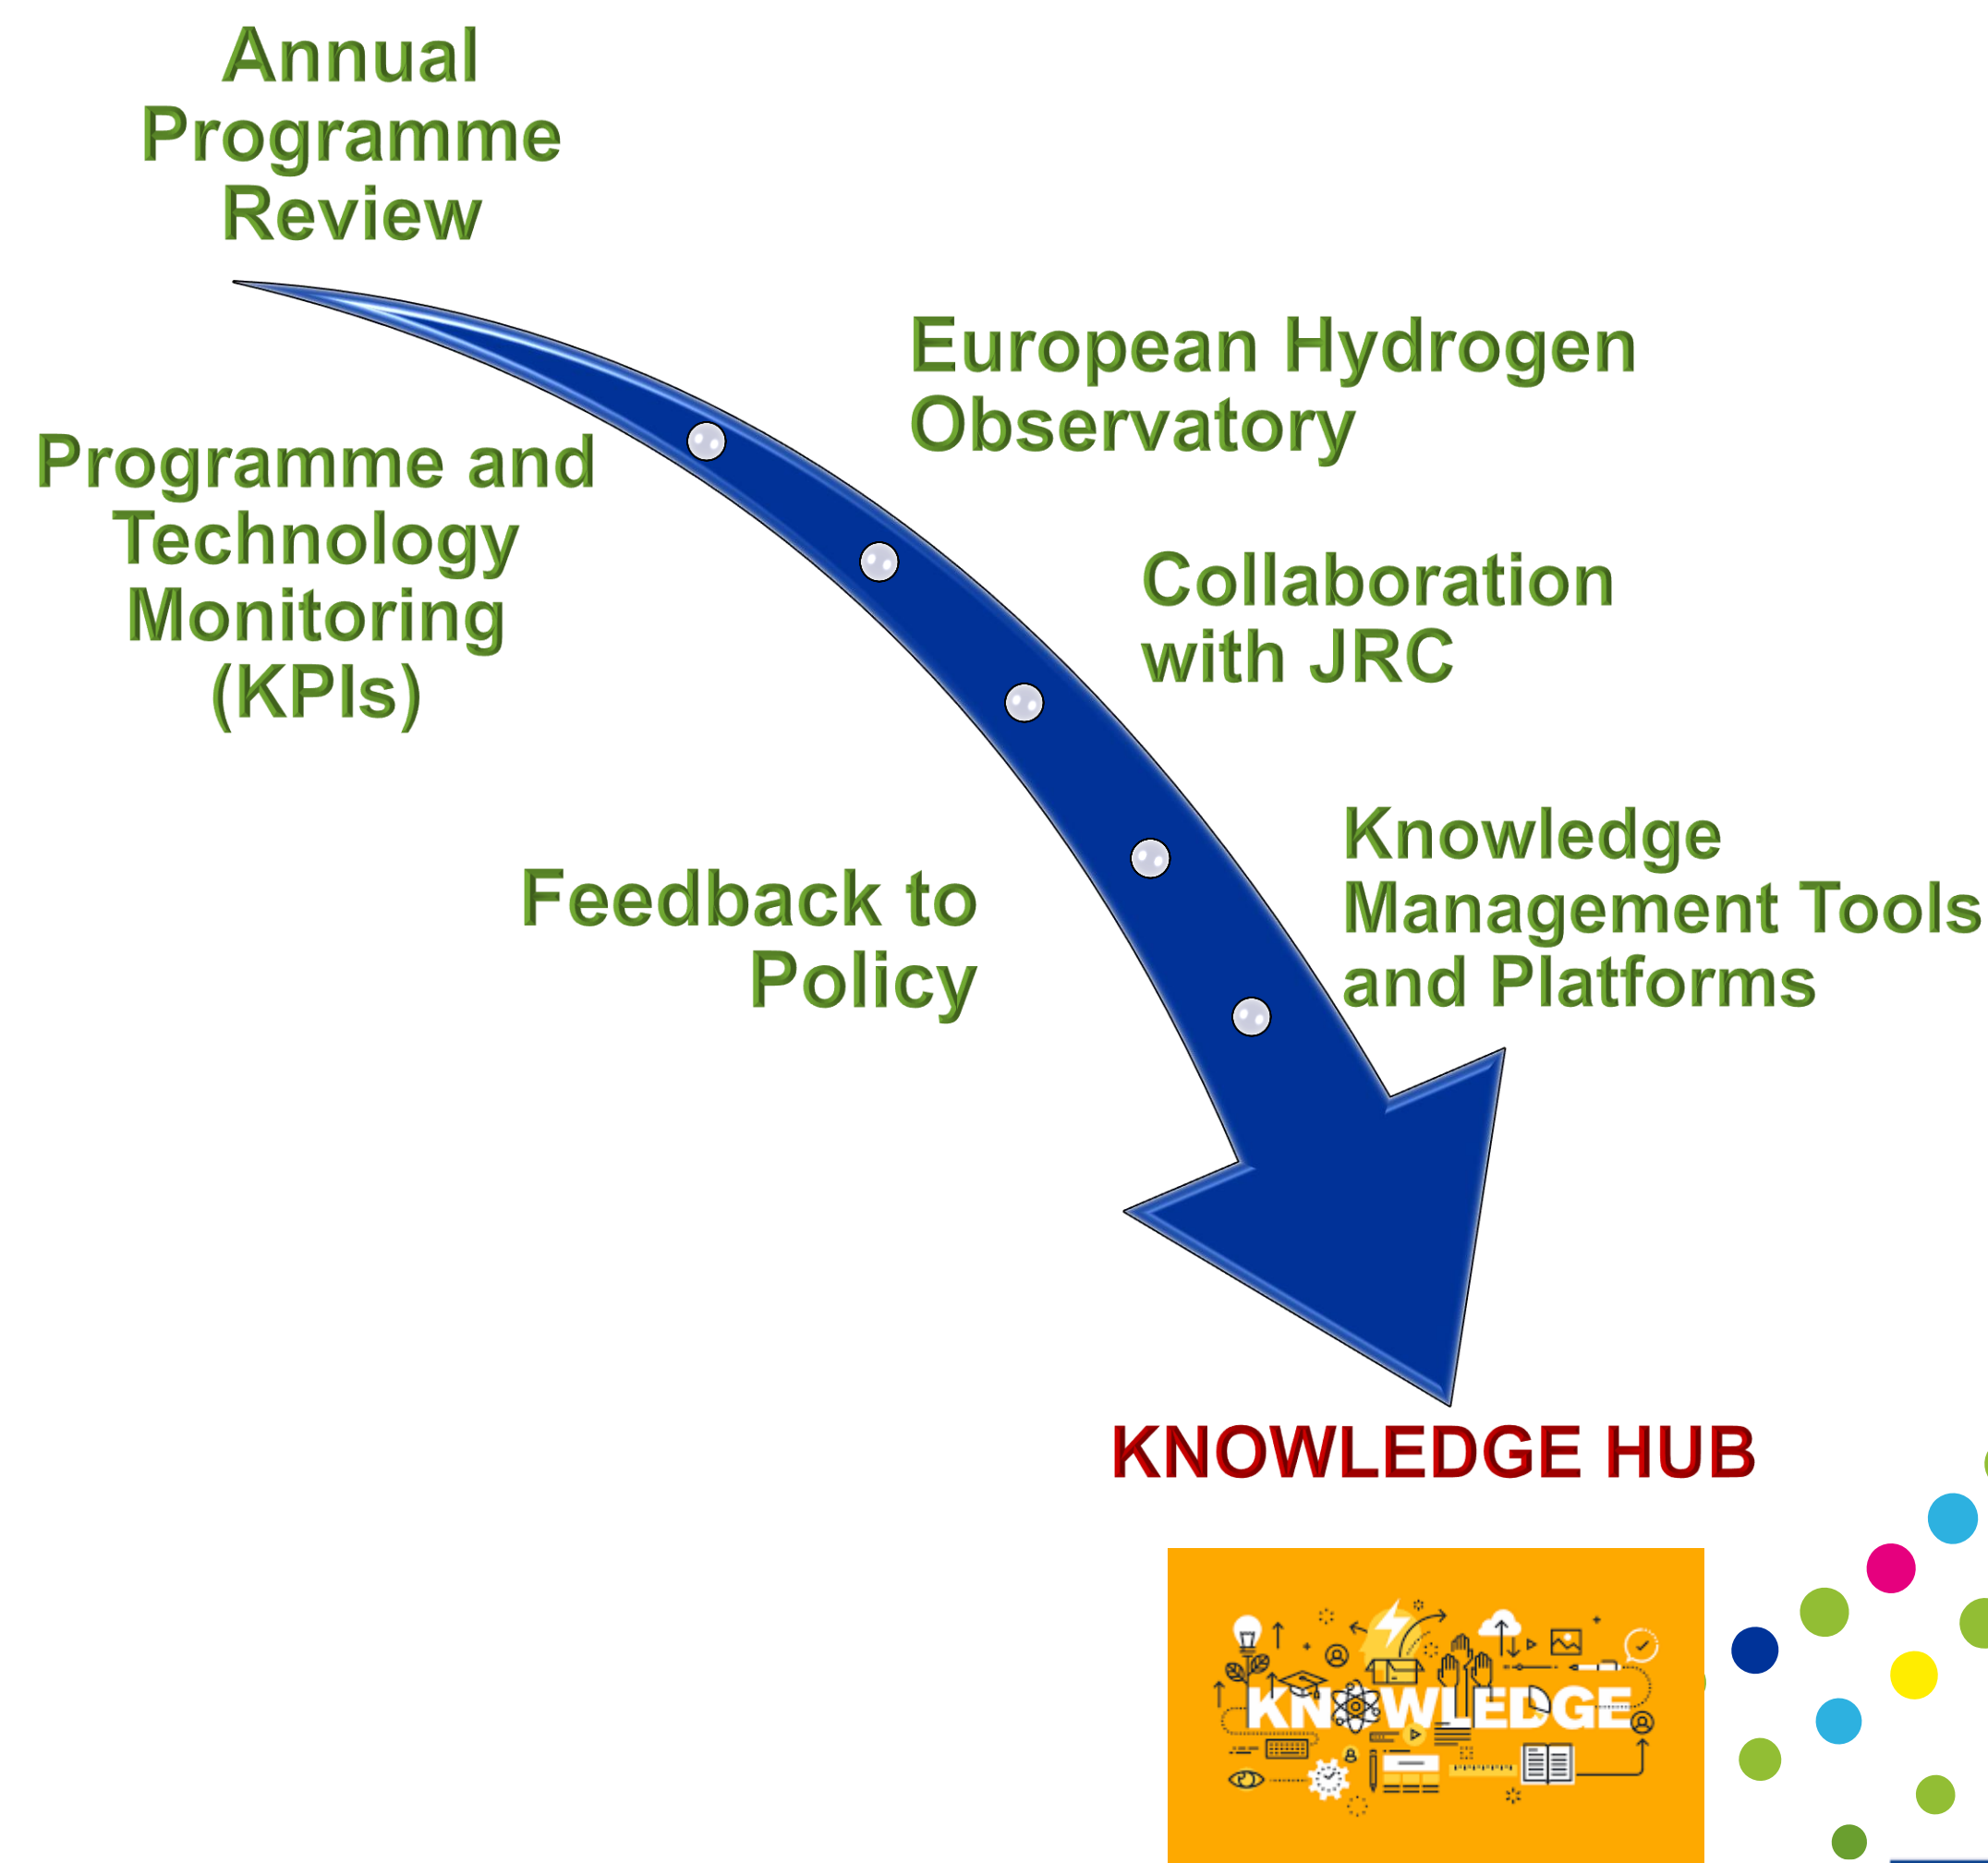 Annual
Programme
Review
European Hydrogen
Observatory
Programme and
Technology
Monitoring
(KPIs)
Collaboration
with JRC
Knowledge
Management Tools
and Platforms
Feedback to
Policy
KNOWLEDGE HUB
KNOWLEDGE